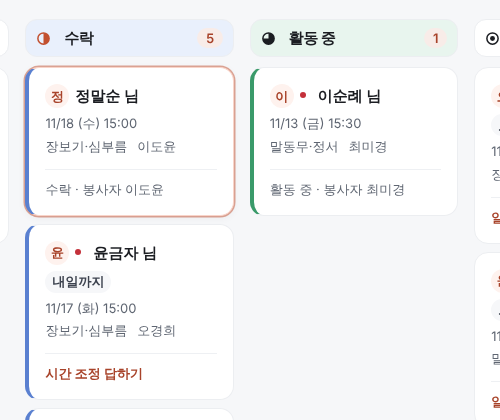 수락 5
정 정말순 님
11/18 (수) 15:00
장보기·심부름 이도윤
수락 · 봉사자 이도윤
윤 윤금자 님
내일까지
11/17 (화) 15:00
장보기·심부름 오경희
시간 조정 답하기
활동 중 1
이 이순례 님
11/13 (금) 15:30
말동무·정서 최미경
활동 중 · 봉사자 최미경